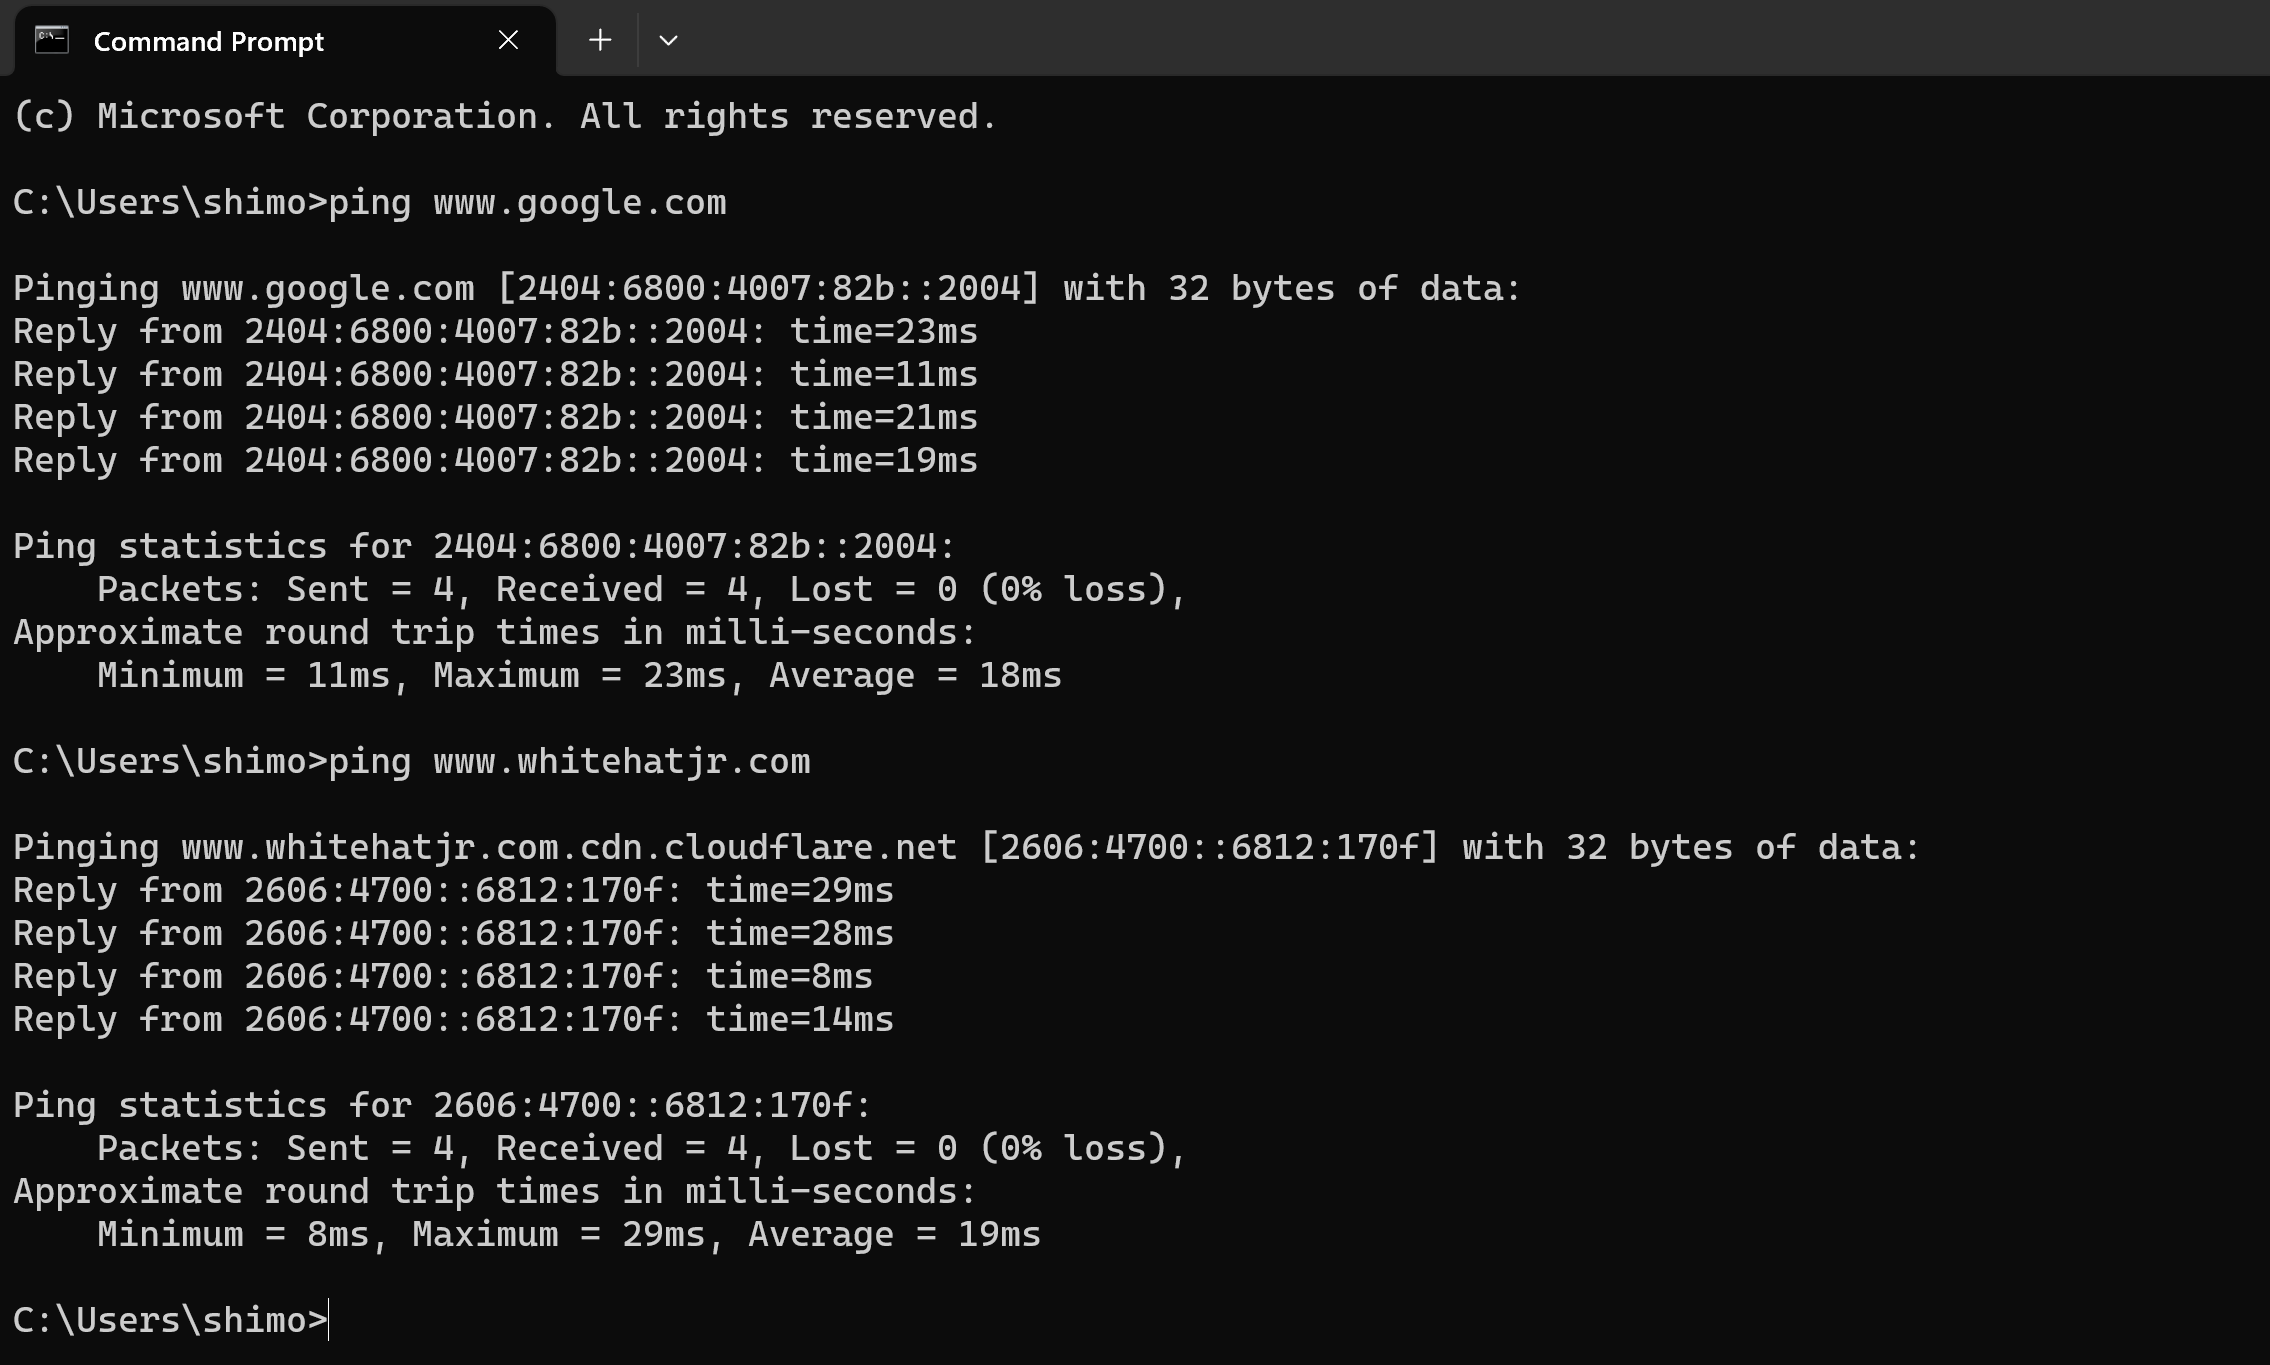 Command Prompt
(c) Microsoft Corporation. All rights reserved.
C:\Users\shimo>ping www.google.com
Pinging www.google.com [2404:6800:4007:82b::2004] with 32 bytes of data:
Reply from 2404:6800:4007:82b::2004: time=23ms
Reply from 2404:6800:4007:82b::2004: time=11ms
Reply from 2404:6800:4007:82b::2004: time=21ms
Reply from 2404:6800:4007:82b::2004: time=19ms
Ping statistics for 2404:6800:4007:82b::2004:
    Packets: Sent = 4, Received = 4, Lost = 0 (0% loss),
Approximate round trip times in milli-seconds:
    Minimum = 11ms, Maximum = 23ms, Average = 18ms
C:\Users\shimo>ping www.whitehatjr.com
Pinging www.whitehatjr.com.cdn.cloudflare.net [2606:4700::6812:170f] with 32 bytes of data:
Reply from 2606:4700::6812:170f: time=29ms
Reply from 2606:4700::6812:170f: time=28ms
Reply from 2606:4700::6812:170f: time=8ms
Reply from 2606:4700::6812:170f: time=14ms
Ping statistics for 2606:4700::6812:170f:
    Packets: Sent = 4, Received = 4, Lost = 0 (0% loss),
Approximate round trip times in milli-seconds:
    Minimum = 8ms, Maximum = 29ms, Average = 19ms
C:\Users\shimo>